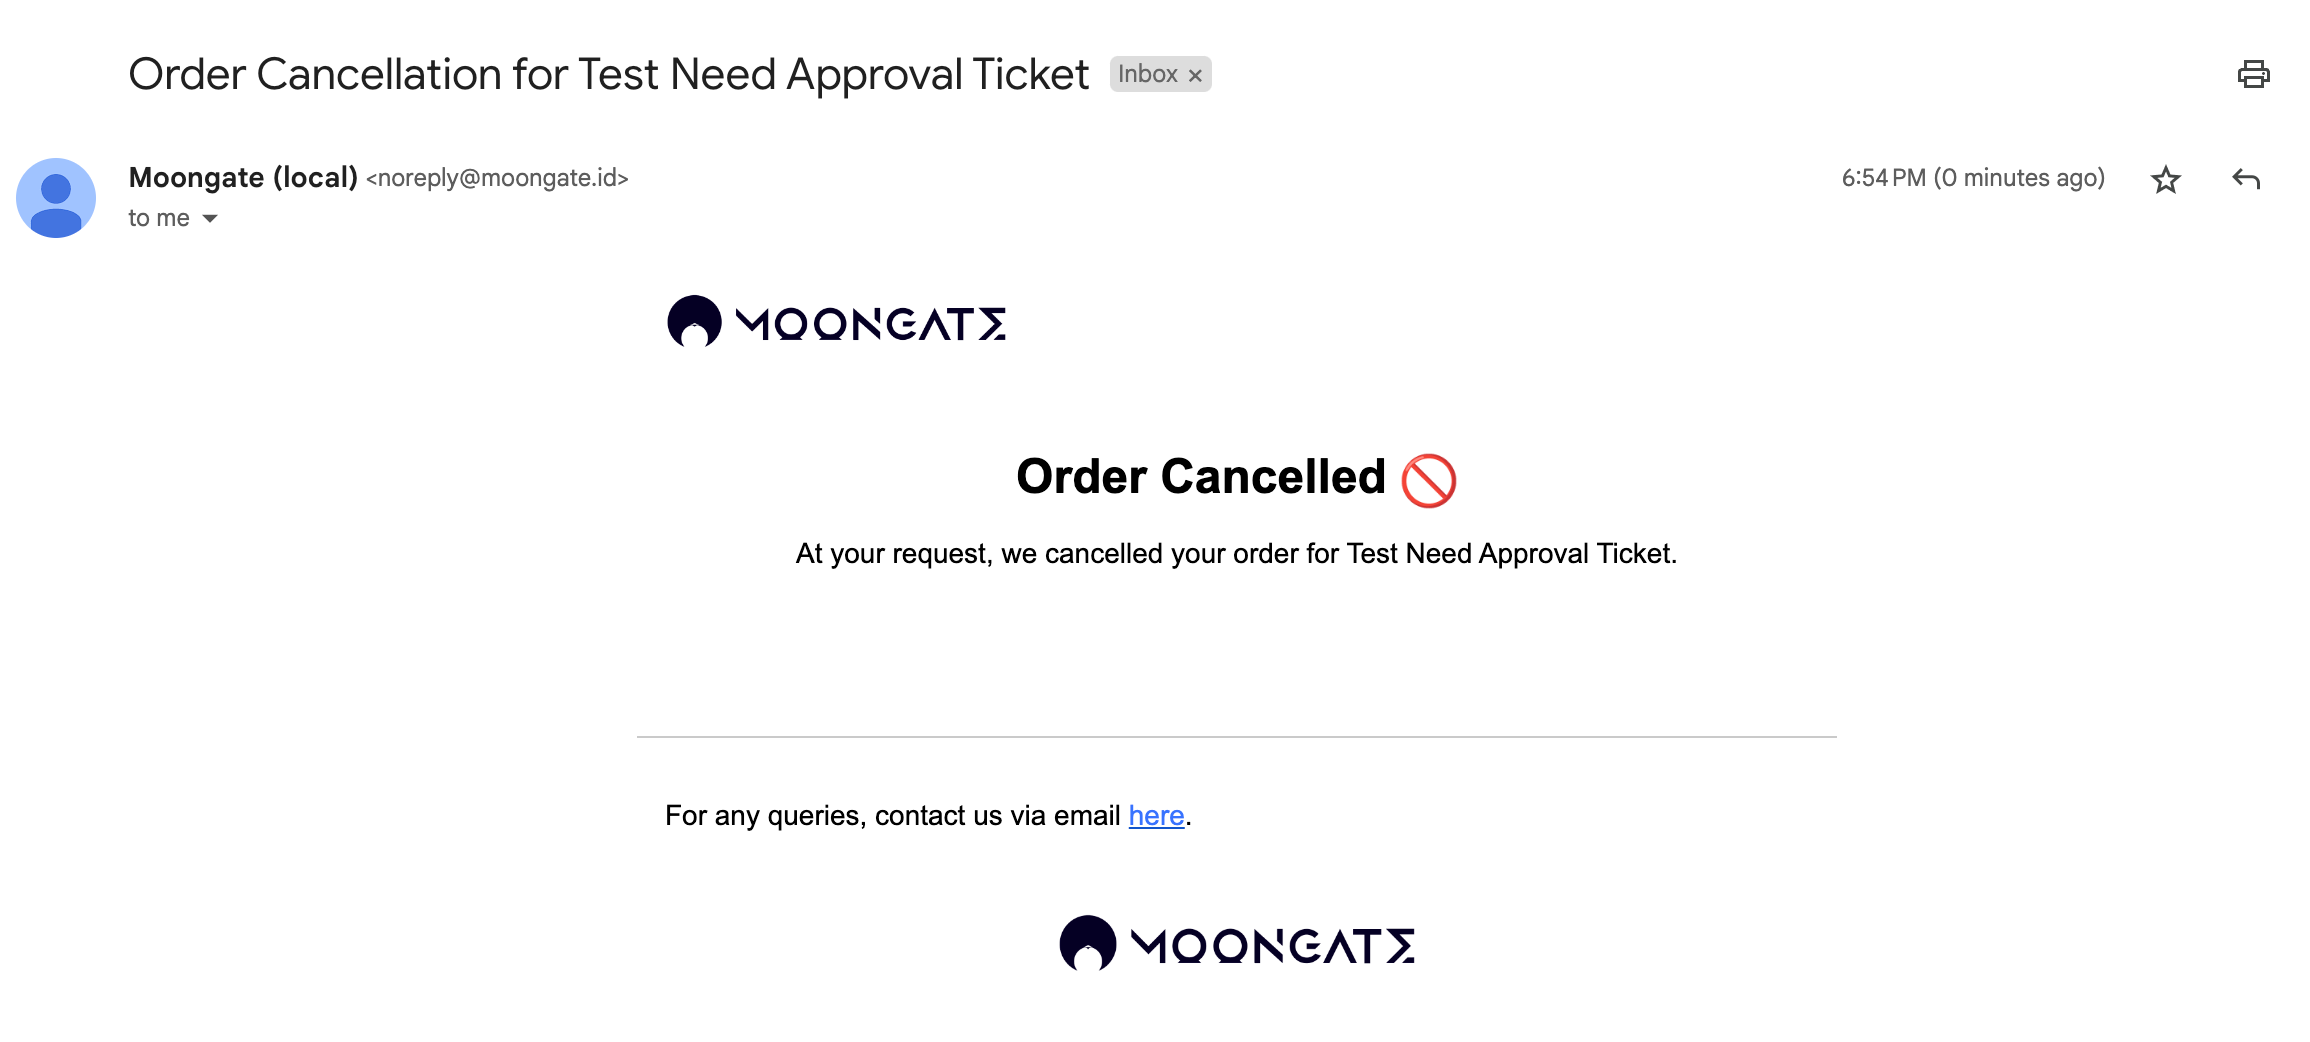 Order Cancellation for Test Need Approval Ticket Inbox ×
Moongate (local) <noreply@moongate.id> 6:54 PM (0 minutes ago)
to me
MOONGATE
Order Cancelled 🚫
At your request, we cancelled your order for Test Need Approval Ticket.
For any queries, contact us via email here.
MOONGATE